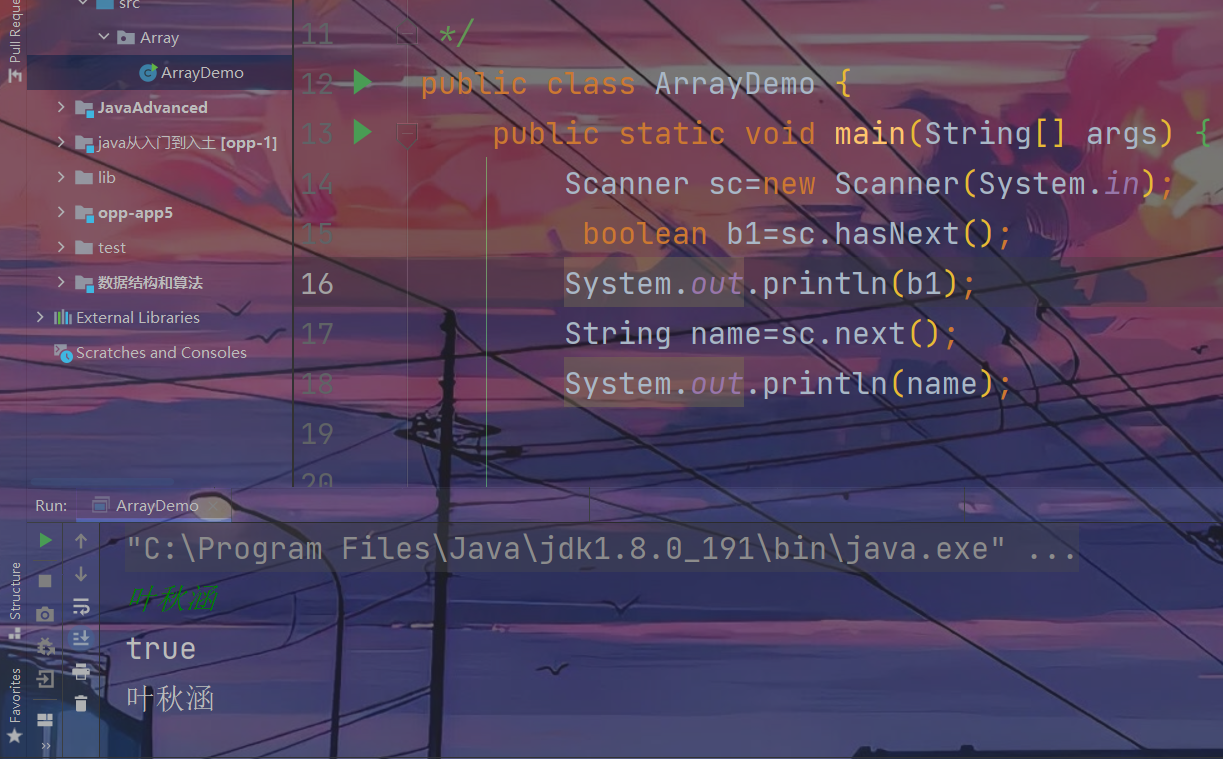 Pull Reque
src
Array
ArrayDemo
JavaAdvanced
java从入门到入土 [opp-1]
lib
opp-app5
test
数据结构和算法
External Libraries
Scratches and Consoles
11 */
12 public class ArrayDemo {
13 public static void main(String[] args) {
14 Scanner sc=new Scanner(System.in);
15 boolean b1=sc.hasNext();
16 System.out.println(b1);
17 String name=sc.next();
18 System.out.println(name);
19
20
Run: ArrayDemo
"C:\Program Files\Java\jdk1.8.0_191\bin\java.exe" ...
叶秋涵
true
叶秋涵
Structure
Favorites